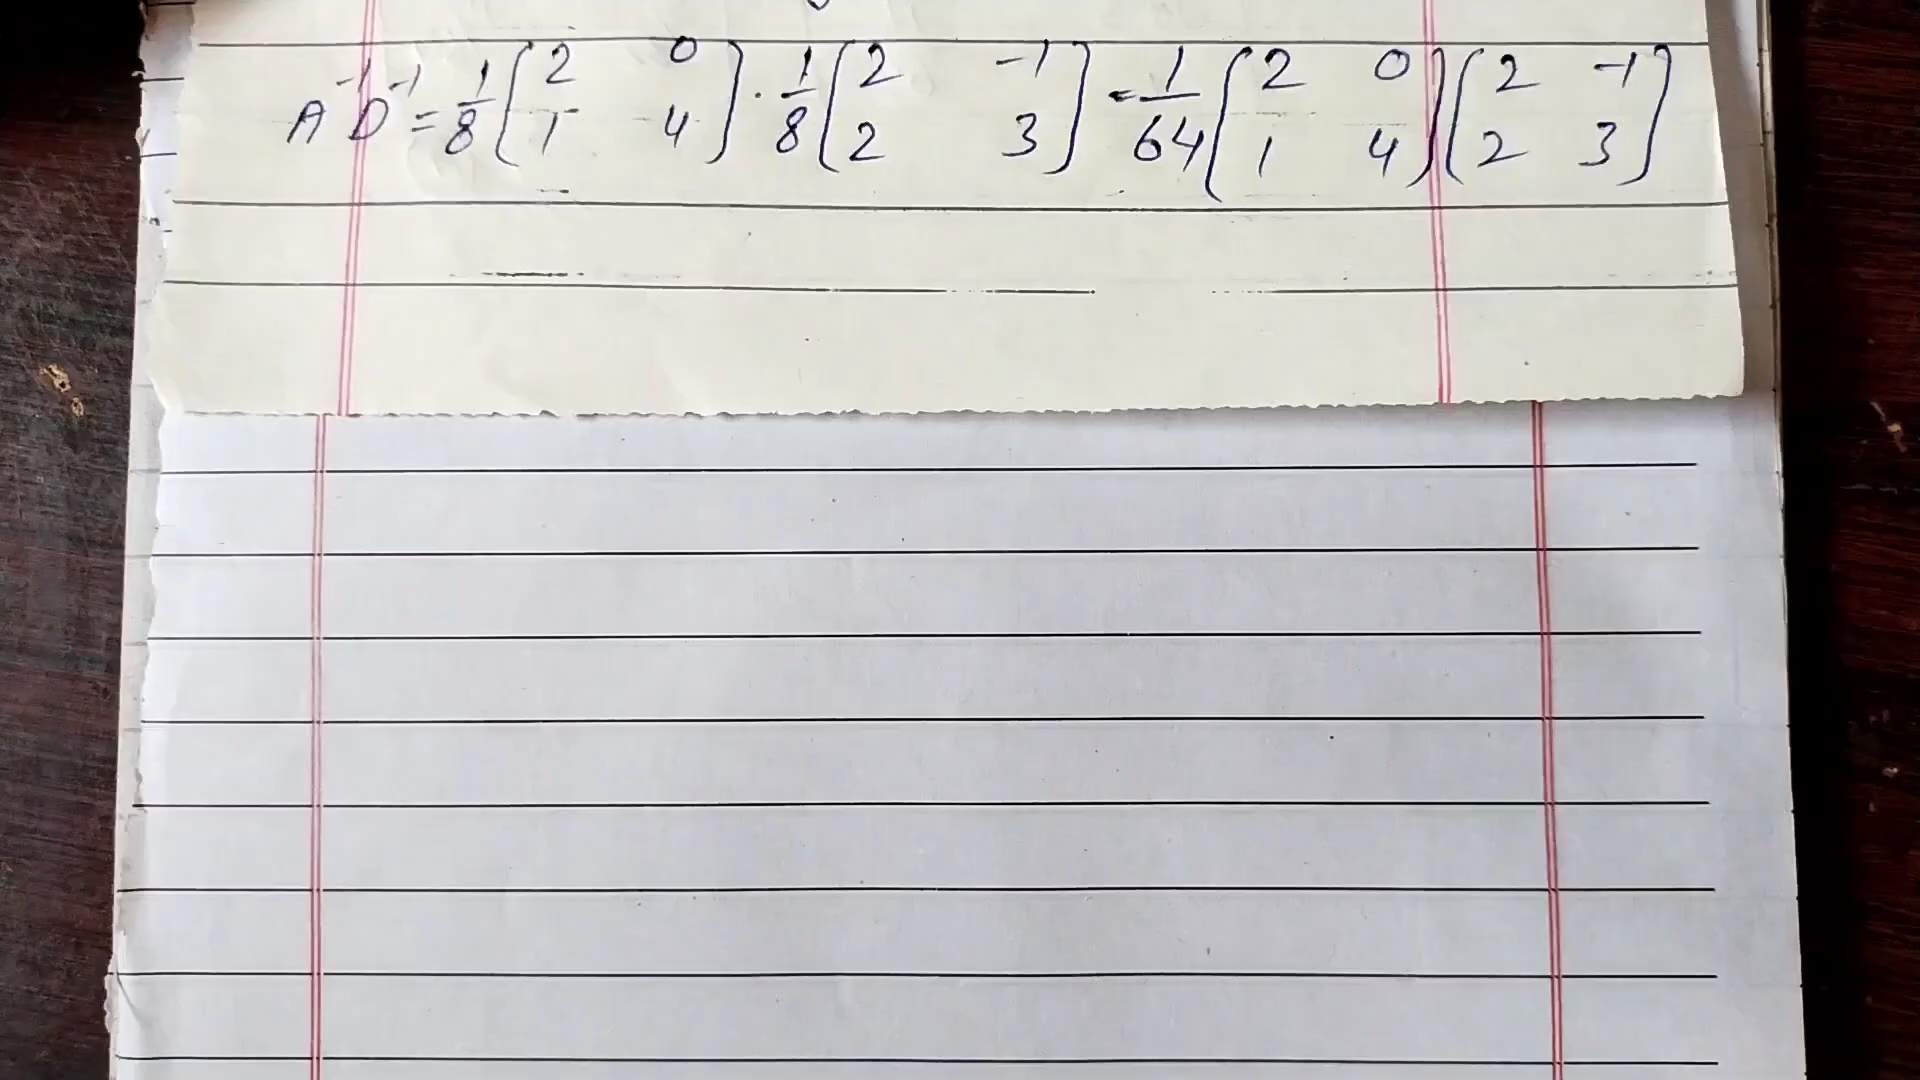 A⁻¹D⁻¹ = 1/8 [2 0; 1 4] · 1/8 [2 -1; 2 3] = 1/64 [2 0; 1 4] [2 -1; 2 3]